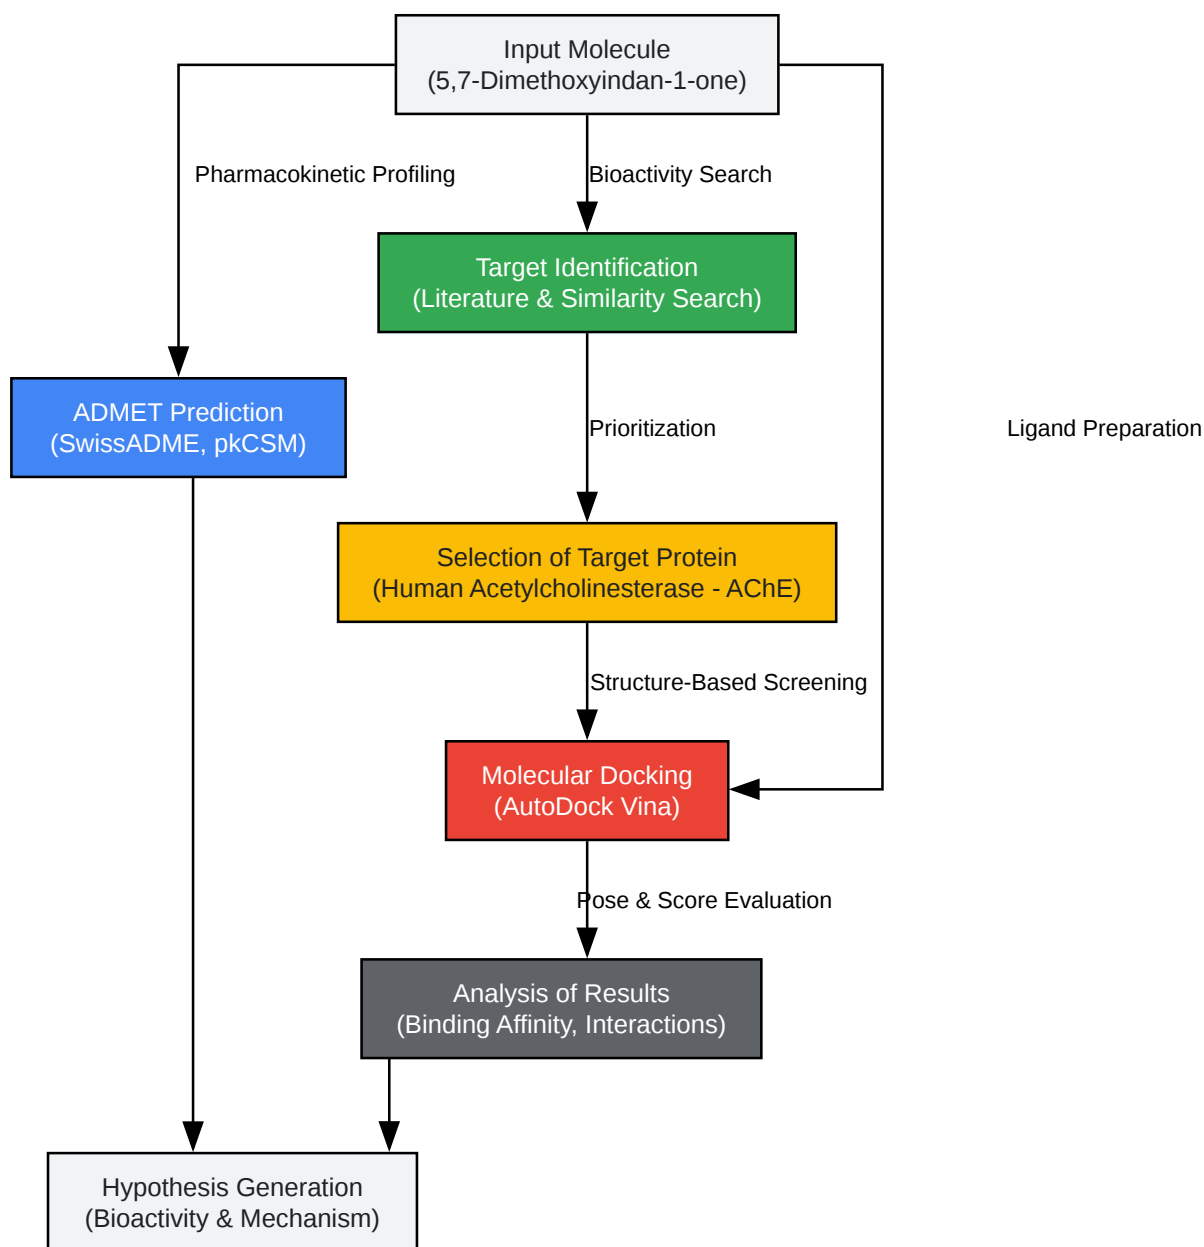 Input Molecule
(5,7-Dimethoxyindan-1-one)
Pharmacokinetic Profiling
Bioactivity Search
Target Identification
(Literature & Similarity Search)
ADMET Prediction
(SwissADME, pkCSM)
Prioritization
Ligand Preparation
Selection of Target Protein
(Human Acetylcholinesterase - AChE)
Structure-Based Screening
Molecular Docking
(AutoDock Vina)
Pose & Score Evaluation
Analysis of Results
(Binding Affinity, Interactions)
Hypothesis Generation
(Bioactivity & Mechanism)